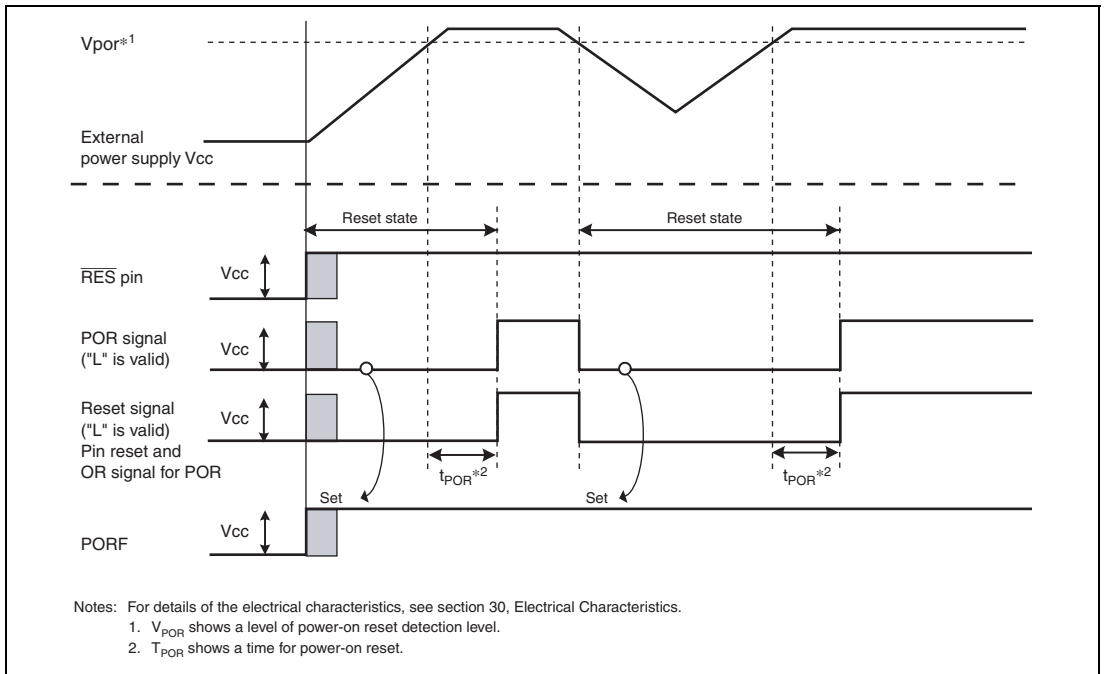 Vpor*1
External
power supply Vcc
Reset state
Reset state
RES pin
Vcc
POR signal
("L" is valid)
Vcc
Reset signal
("L" is valid)
Pin reset and
OR signal for POR
Vcc
tPOR*2
tPOR*2
Set
Set
PORF
Vcc
Notes: For details of the electrical characteristics, see section 30, Electrical Characteristics.
1. VPOR shows a level of power-on reset detection level.
2. TPOR shows a time for power-on reset.